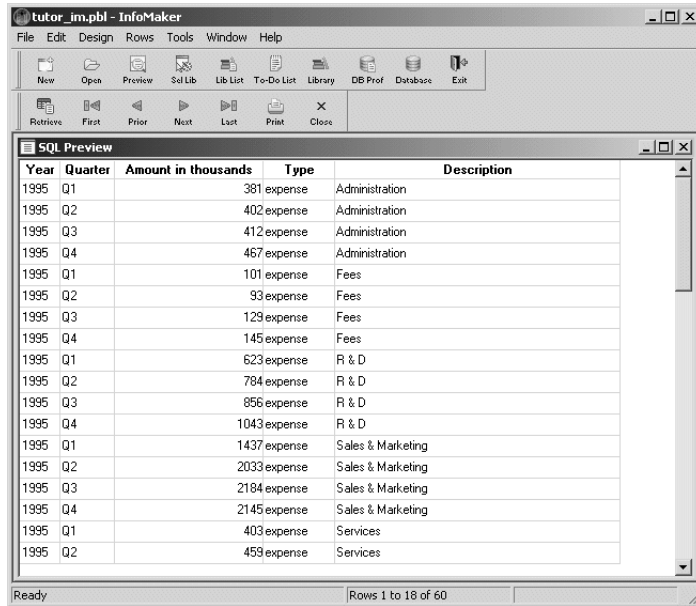 tutor_im.pbl - InfoMaker
File Edit Design Rows Tools Window Help
New Open Preview Sel Lib Lib List To-Do List Library DB Prof Database Exit
Retrieve First Prior Next Last Print Close
SQL Preview
Year Quarter Amount in thousands Type Description
1995 Q1 381 expense Administration
1995 Q2 402 expense Administration
1995 Q3 412 expense Administration
1995 Q4 467 expense Administration
1995 Q1 101 expense Fees
1995 Q2 93 expense Fees
1995 Q3 129 expense Fees
1995 Q4 145 expense Fees
1995 Q1 623 expense R & D
1995 Q2 784 expense R & D
1995 Q3 856 expense R & D
1995 Q4 1043 expense R & D
1995 Q1 1437 expense Sales & Marketing
1995 Q2 2033 expense Sales & Marketing
1995 Q3 2184 expense Sales & Marketing
1995 Q4 2145 expense Sales & Marketing
1995 Q1 403 expense Services
1995 Q2 459 expense Services
Ready Rows 1 to 18 of 60